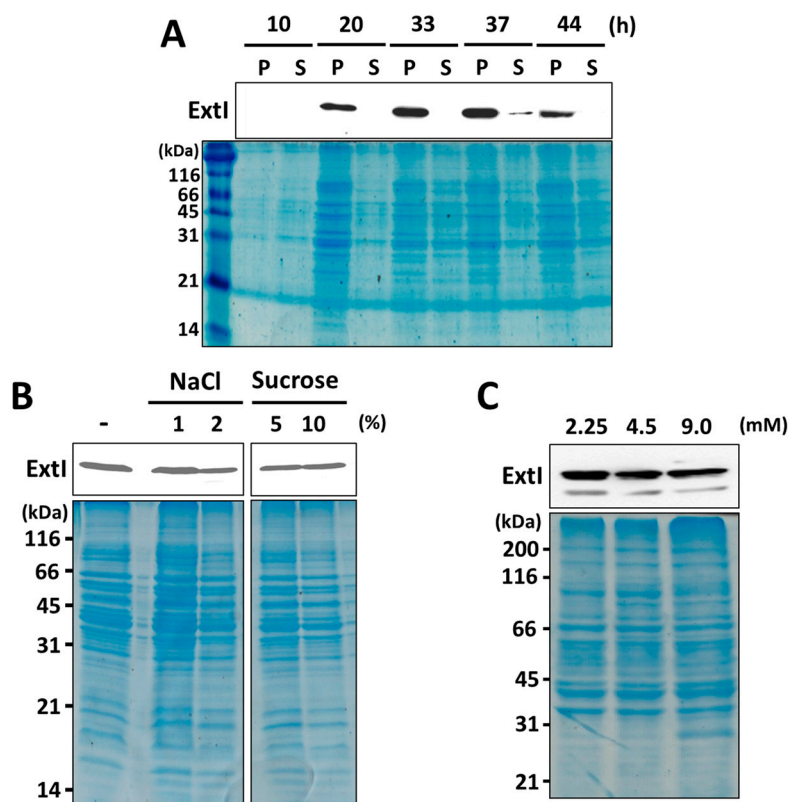 A
10 20 33 37 44 (h)
P S P S P S P S P S
ExtI
(kDa)
116
66
45
31
21
14
B
NaCl Sucrose
- 1 2 5 10 (%)
ExtI
(kDa)
116
66
45
31
21
14
C
2.25 4.5 9.0 (mM)
ExtI
(kDa)
200
116
66
45
31
21